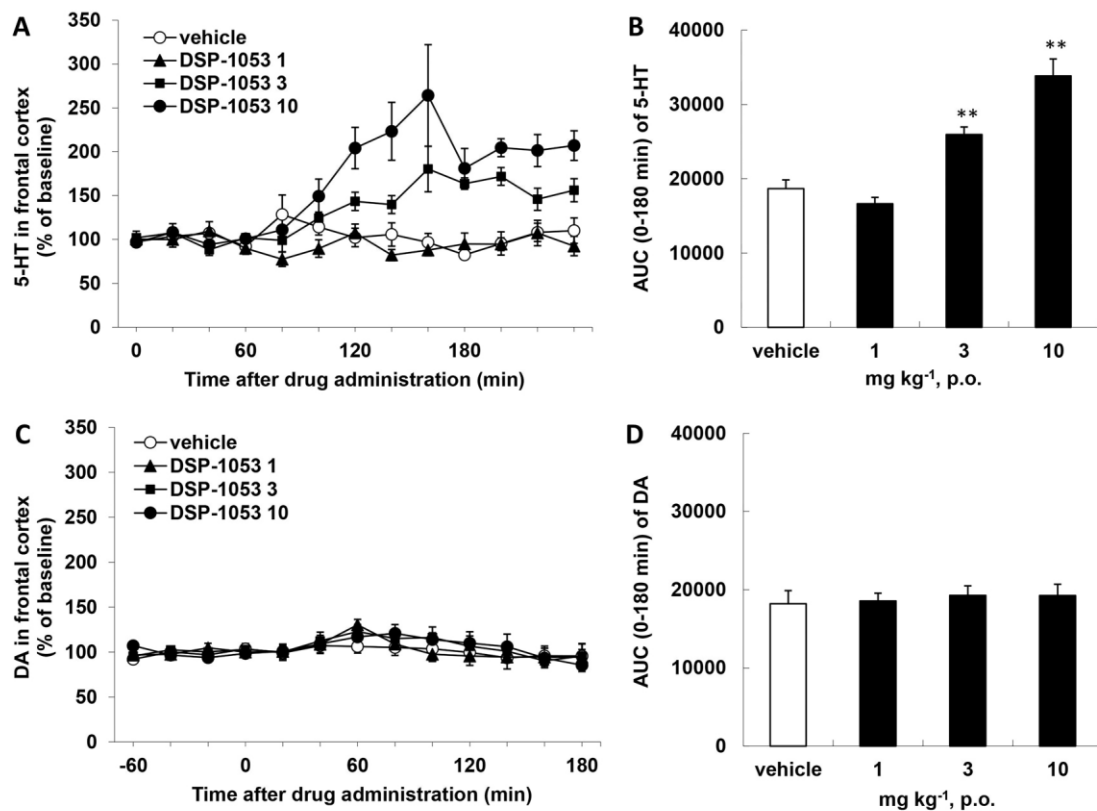 A
vehicle
DSP-1053 1
DSP-1053 3
DSP-1053 10
5-HT in frontal cortex
(% of baseline)
350
300
250
200
150
100
50
0
0 60 120 180
Time after drug administration (min)
B
AUC (0-180 min) of 5-HT
40000
30000
20000
10000
0
**
**
vehicle 1 3 10
mg kg⁻¹, p.o.
C
vehicle
DSP-1053 1
DSP-1053 3
DSP-1053 10
DA in frontal cortex
(% of baseline)
350
300
250
200
150
100
50
0
-60 0 60 120 180
Time after drug administration (min)
D
AUC (0-180 min) of DA
40000
30000
20000
10000
0
vehicle 1 3 10
mg kg⁻¹, p.o.